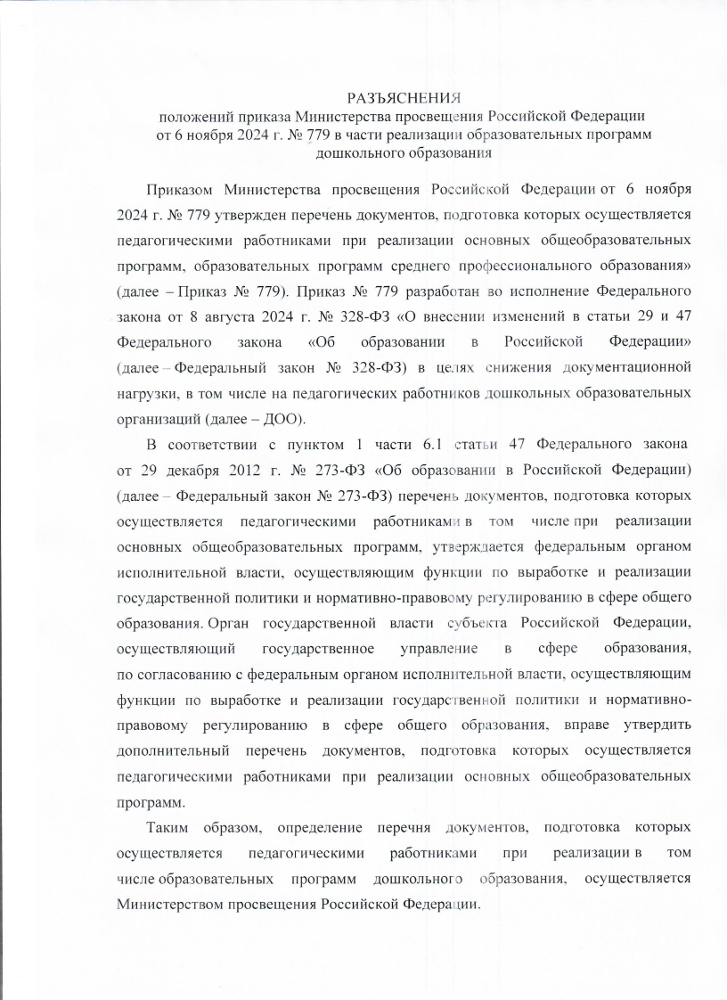 РАЗЪЯСНЕНИЯ
положений приказа Министерства просвещения Российской Федерации
от 6 ноября 2024 г. № 779 в части реализации образовательных программ
дошкольного образования
Приказом Министерства просвещения Российской Федерации от 6 ноября
2024 г. № 779 утвержден перечень документов, подготовка которых осуществляется
педагогическими работниками при реализации основных общеобразовательных
программ, образовательных программ среднего профессионального образования»
(далее – Приказ № 779). Приказ № 779 разработан во исполнение Федерального
закона от 8 августа 2024 г. № 328-ФЗ «О внесении изменений в статьи 29 и 47
Федерального закона «Об образовании в Российской Федерации»
(далее – Федеральный закон № 328-ФЗ) в целях снижения документационной
нагрузки, в том числе на педагогических работников дошкольных образовательных
организаций (далее – ДОО).
В соответствии с пунктом 1 части 6.1 статьи 47 Федерального закона
от 29 декабря 2012 г. № 273-ФЗ «Об образовании в Российской Федерации)
(далее – Федеральный закон № 273-ФЗ) перечень документов, подготовка которых
осуществляется педагогическими работниками в том числе при реализации
основных общеобразовательных программ, утверждается федеральным органом
исполнительной власти, осуществляющим функции по выработке и реализации
государственной политики и нормативно-правовому регулированию в сфере общего
образования. Орган государственной власти субъекта Российской Федерации,
осуществляющий государственное управление в сфере образования,
по согласованию с федеральным органом исполнительной власти, осуществляющим
функции по выработке и реализации государственной политики и нормативно-
правовому регулированию в сфере общего образования, вправе утвердить
дополнительный перечень документов, подготовка которых осуществляется
педагогическими работниками при реализации основных общеобразовательных
программ.
Таким образом, определение перечня документов, подготовка которых
осуществляется педагогическими работниками при реализации в том
числе образовательных программ дошкольного образования, осуществляется
Министерством просвещения Российской Федерации.